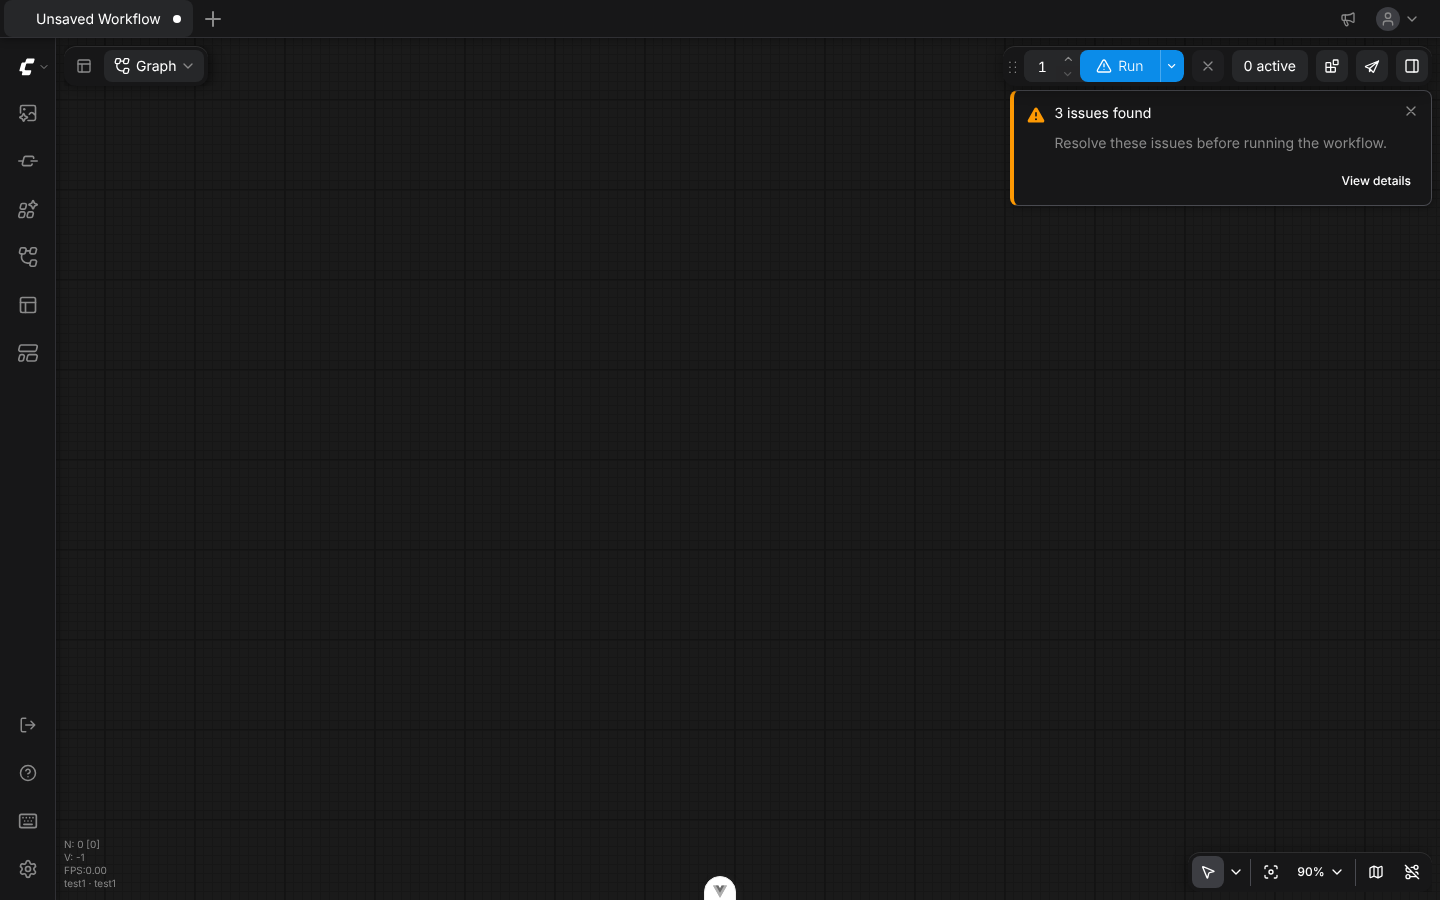 Unsaved Workflow
Graph
1
Run
0 active
3 issues found
Resolve these issues before running the workflow.
View details
N: 0 [0]
V: -1
FPS:0.00
test1 · test1
90%